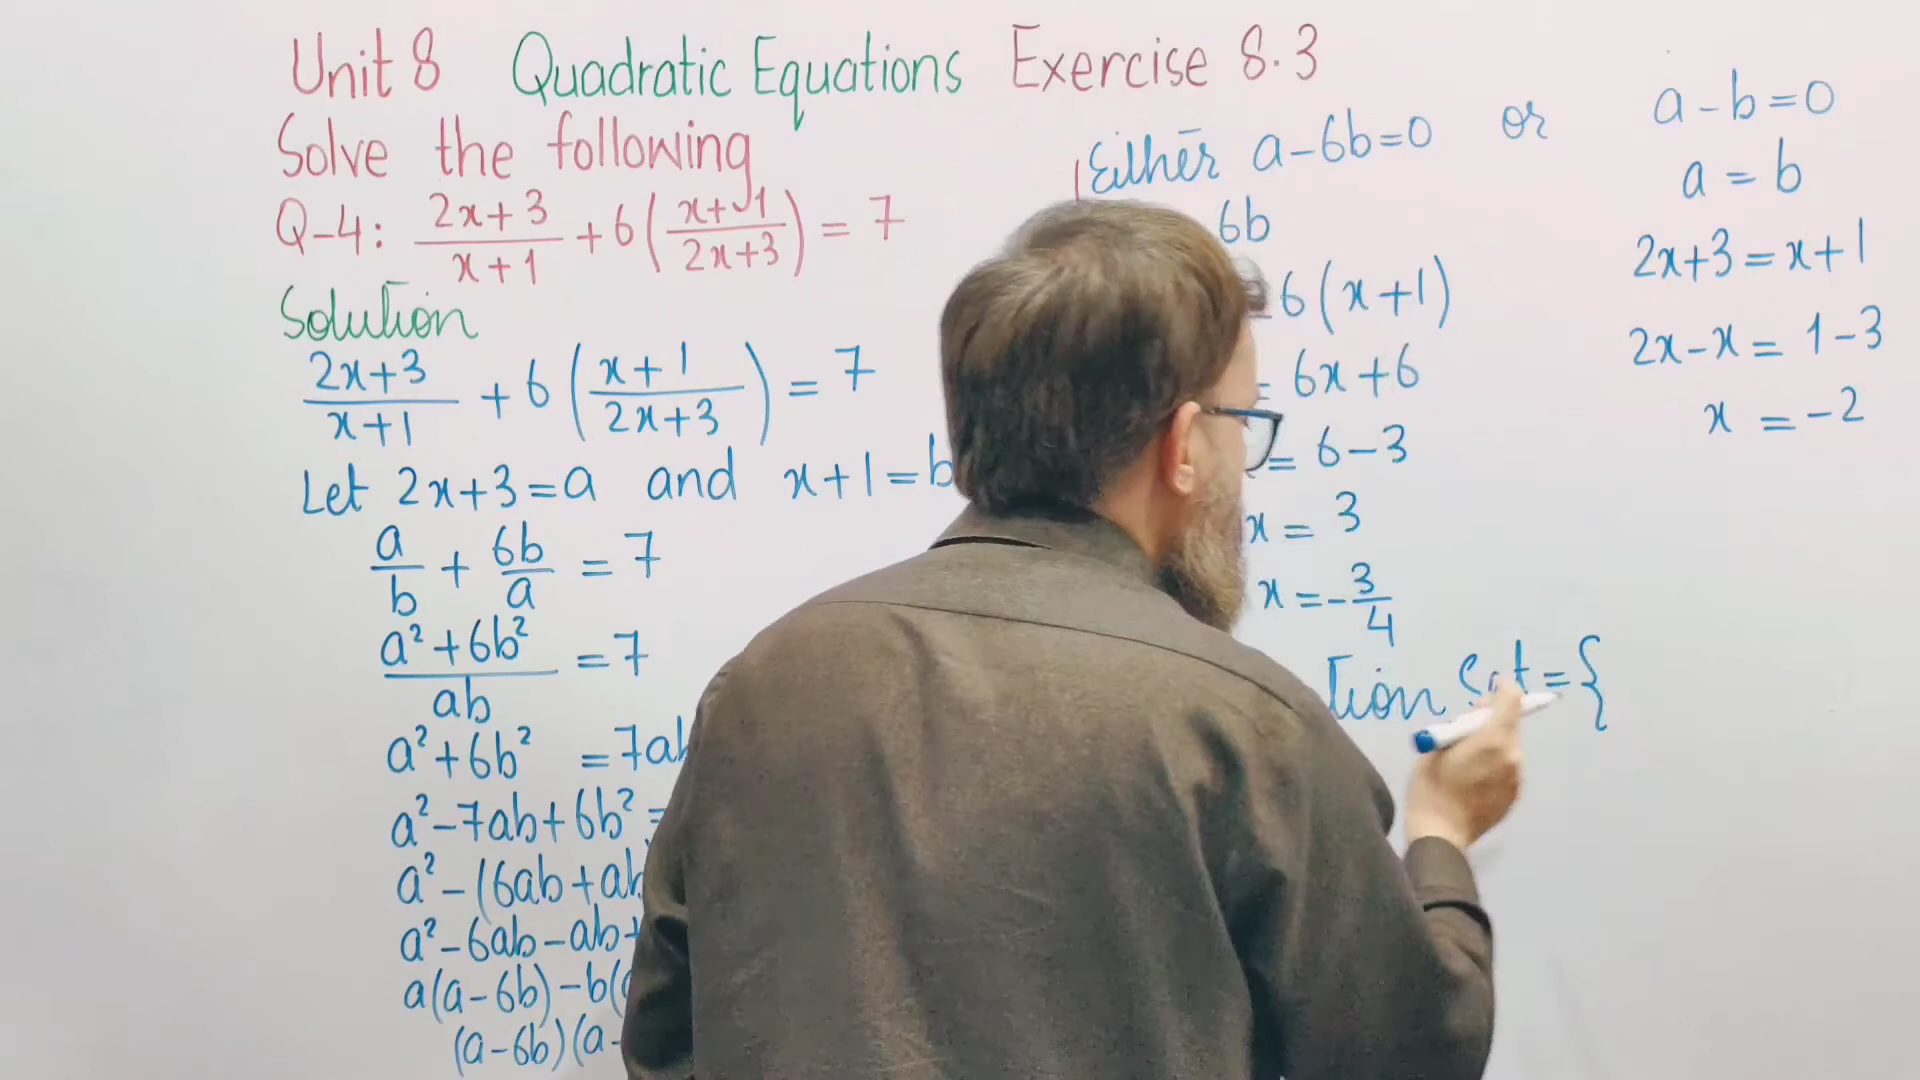 Unit 8 Quadratic Equations Exercise 8.3
Solve the following
Q-4: (2x+3)/(x+1) + 6((x+1)/(2x+3)) = 7
Solution
(2x+3)/(x+1) + 6((x+1)/(2x+3)) = 7
Let 2x+3=a and x+1=b
a/b + 6b/a = 7
(a²+6b²)/ab = 7
a²+6b² = 7ab
a²-7ab+6b² =
a²-(6ab+ab
a²-6ab-ab+
a(a-6b)-b(
(a-6b)(a-
Either a-6b=0 or a-b=0
6b
6(x+1)
= 6x+6
= 6-3
x = 3
x = -3/4
tion Set = {
a = b
2x+3 = x+1
2x-x = 1-3
x = -2